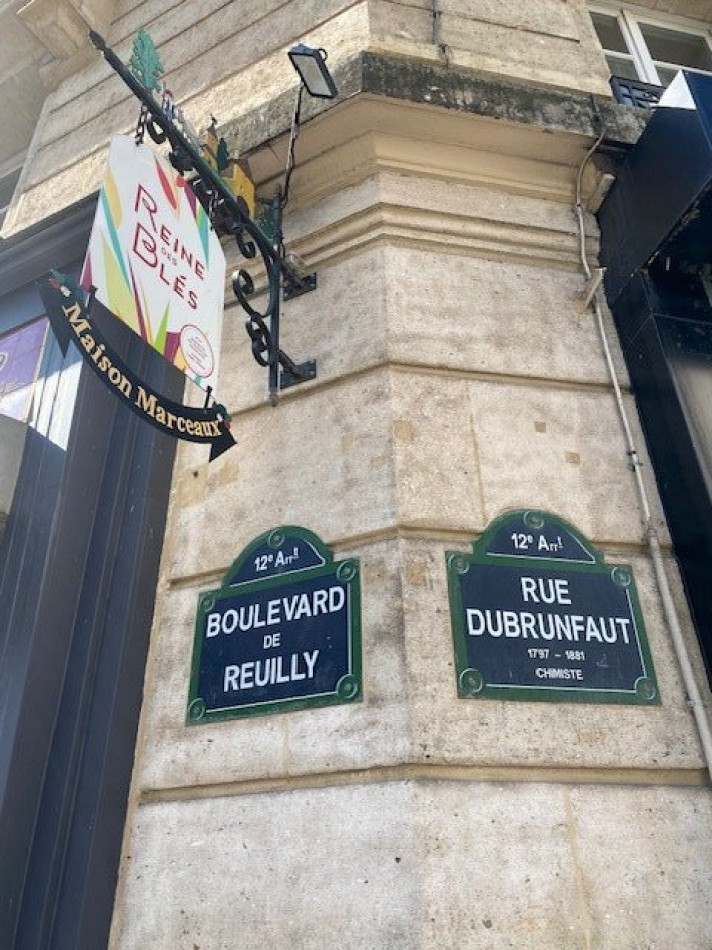 REINE
DES
BLÉS
Maison Marceaux
12e Arrt
BOULEVARD
DE
REUILLY
12e Arrt
RUE
DUBRUNFAUT
1797 - 1881
CHIMISTE